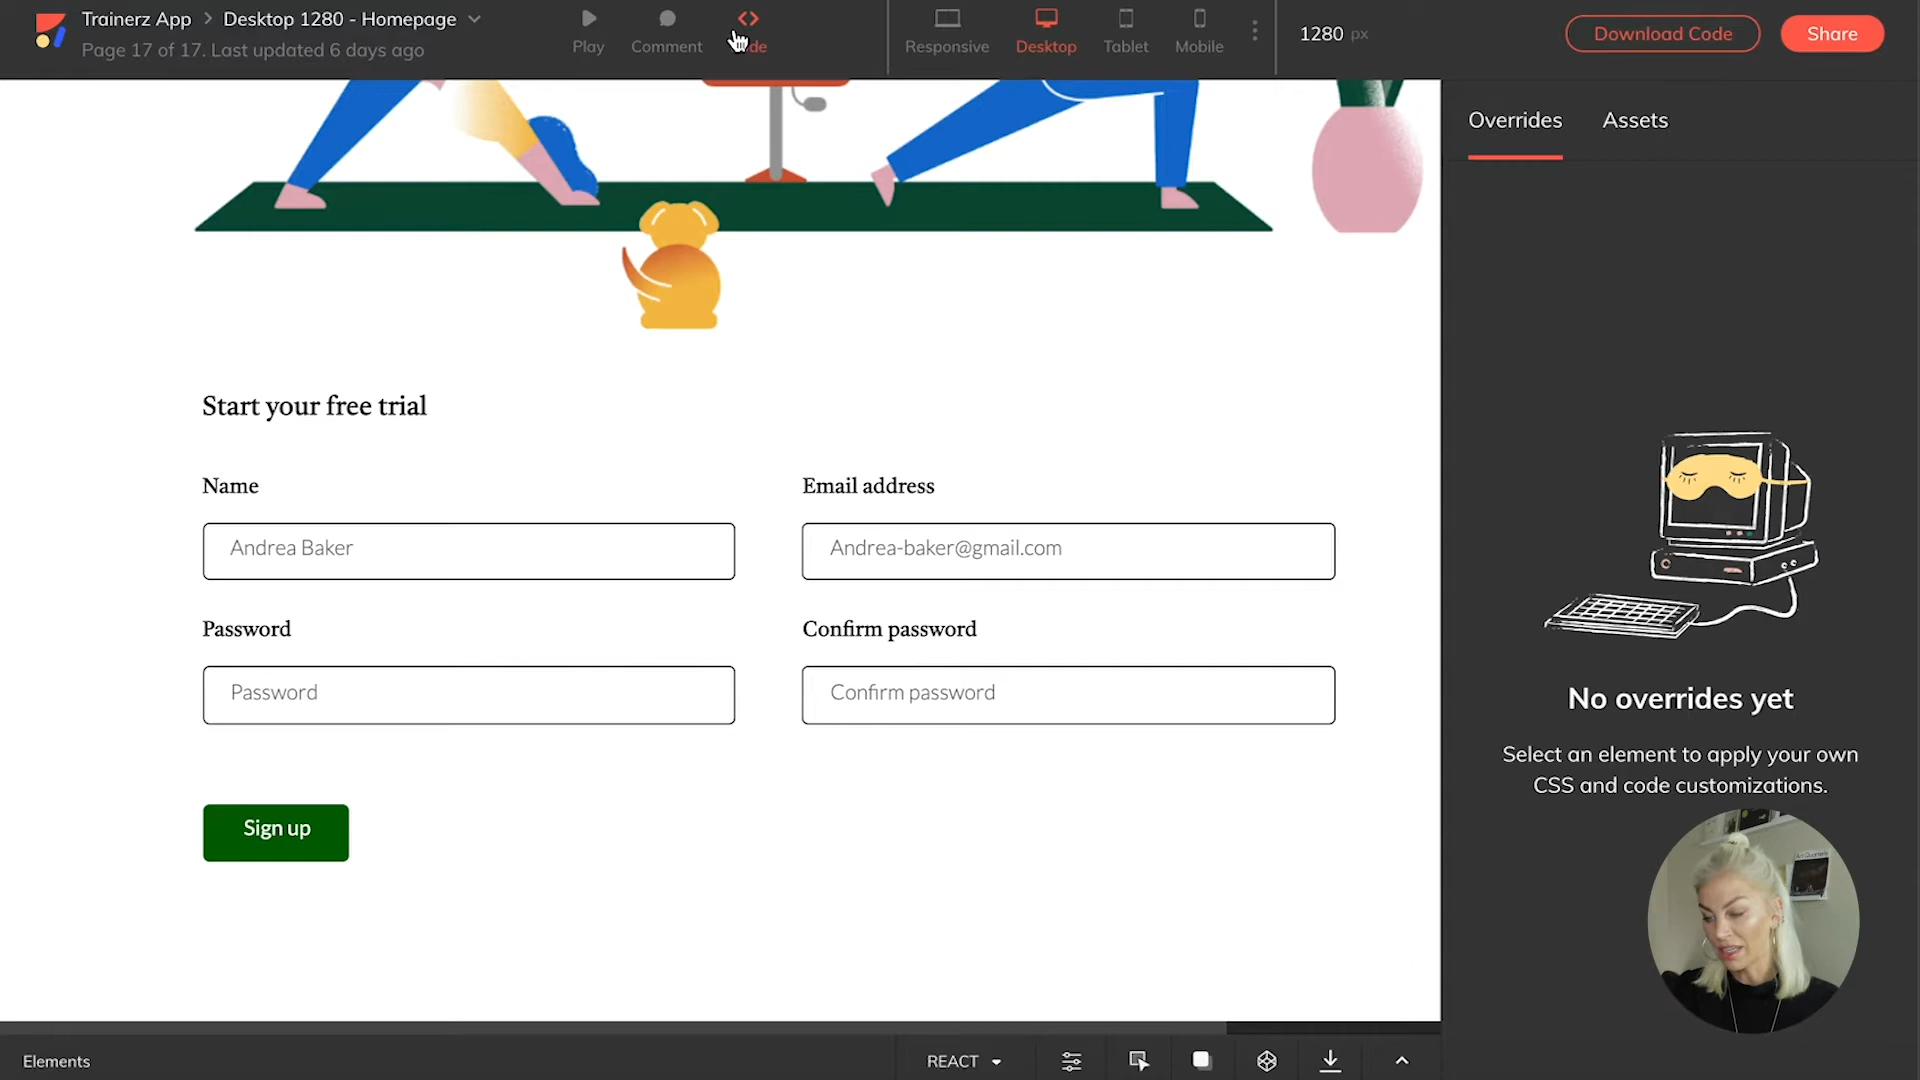 Trainerz App > Desktop 1280 - Homepage
Page 17 of 17. Last updated 6 days ago
Play
Comment
Responsive
Desktop
Tablet
Mobile
1280 px
Download Code
Share
Overrides
Assets
Start your free trial
Name
Email address
Andrea Baker
Andrea-baker@gmail.com
Password
Confirm password
Password
Confirm password
Sign up
No overrides yet
Select an element to apply your own
CSS and code customizations.
Elements
REACT